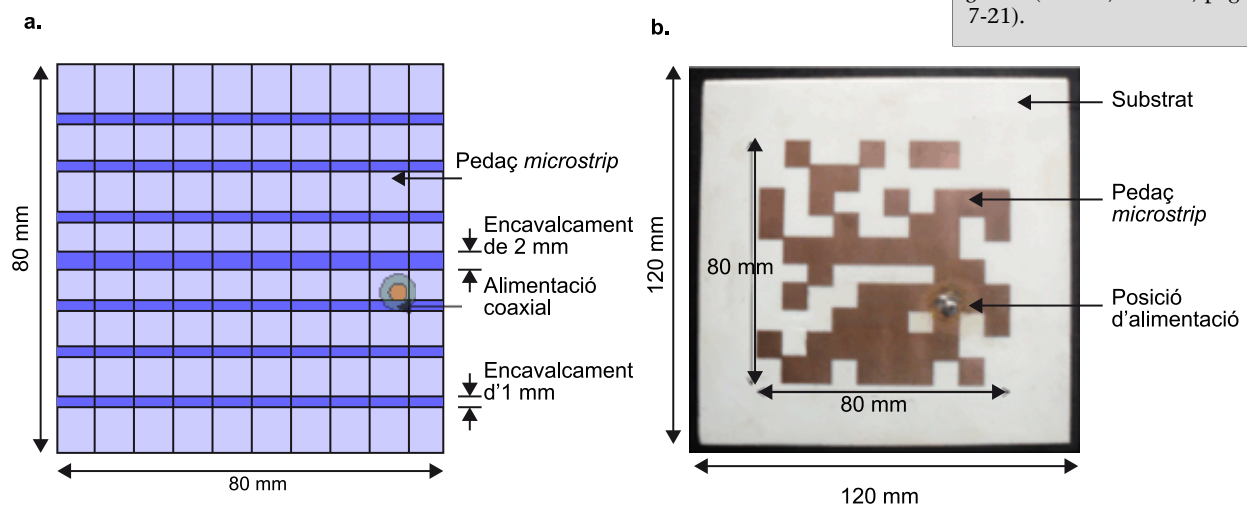 7-21).
a.
b.
80 mm
Pedaç microstrip
Encavalcament
de 2 mm
Alimentació
coaxial
Encavalcament
d'1 mm
80 mm
120 mm
Substrat
Pedaç
microstrip
80 mm
Posició
d'alimentació
80 mm
120 mm